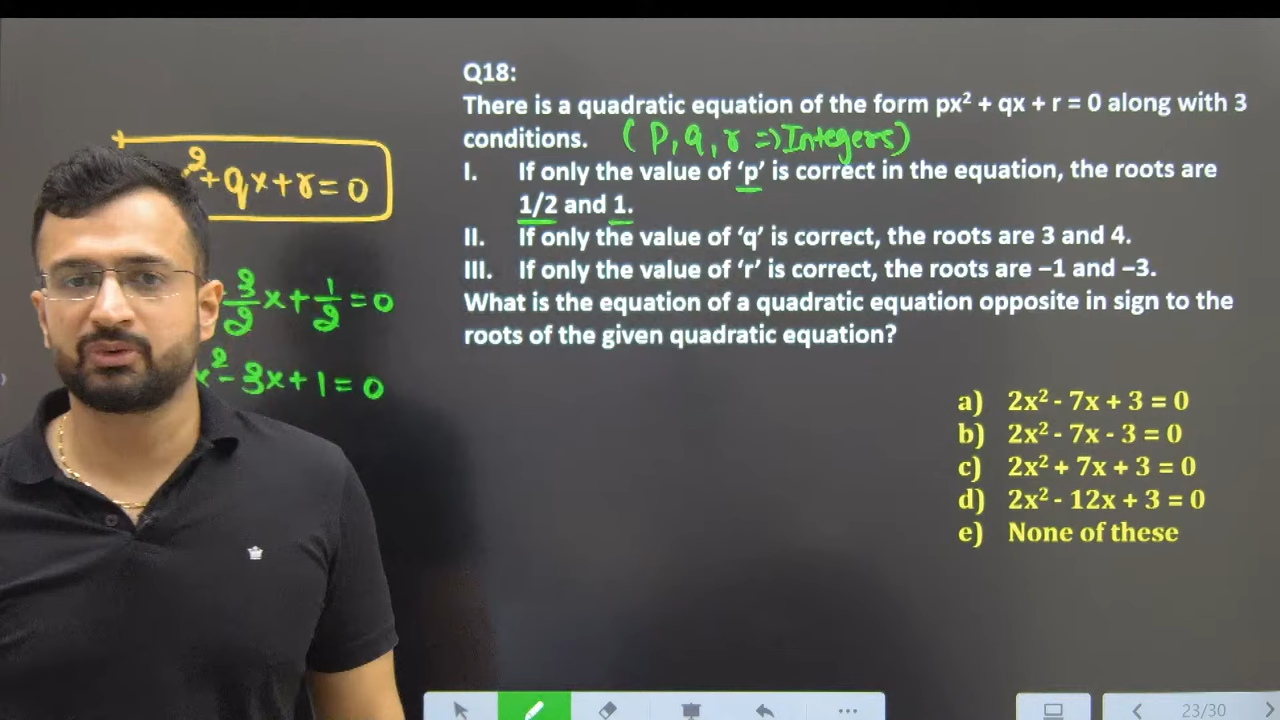 Q18:
There is a quadratic equation of the form px² + qx + r = 0 along with 3
conditions. (P, q, r => Integers)
I. If only the value of ‘p’ is correct in the equation, the roots are
1/2 and 1.
II. If only the value of ‘q’ is correct, the roots are 3 and 4.
III. If only the value of ‘r’ is correct, the roots are –1 and –3.
What is the equation of a quadratic equation opposite in sign to the
roots of the given quadratic equation?
a) 2x² - 7x + 3 = 0
b) 2x² - 7x - 3 = 0
c) 2x² + 7x + 3 = 0
d) 2x² - 12x + 3 = 0
e) None of these
² + qx + r = 0
3/2 x + 1/2 = 0
x² - 3x + 1 = 0
23/30